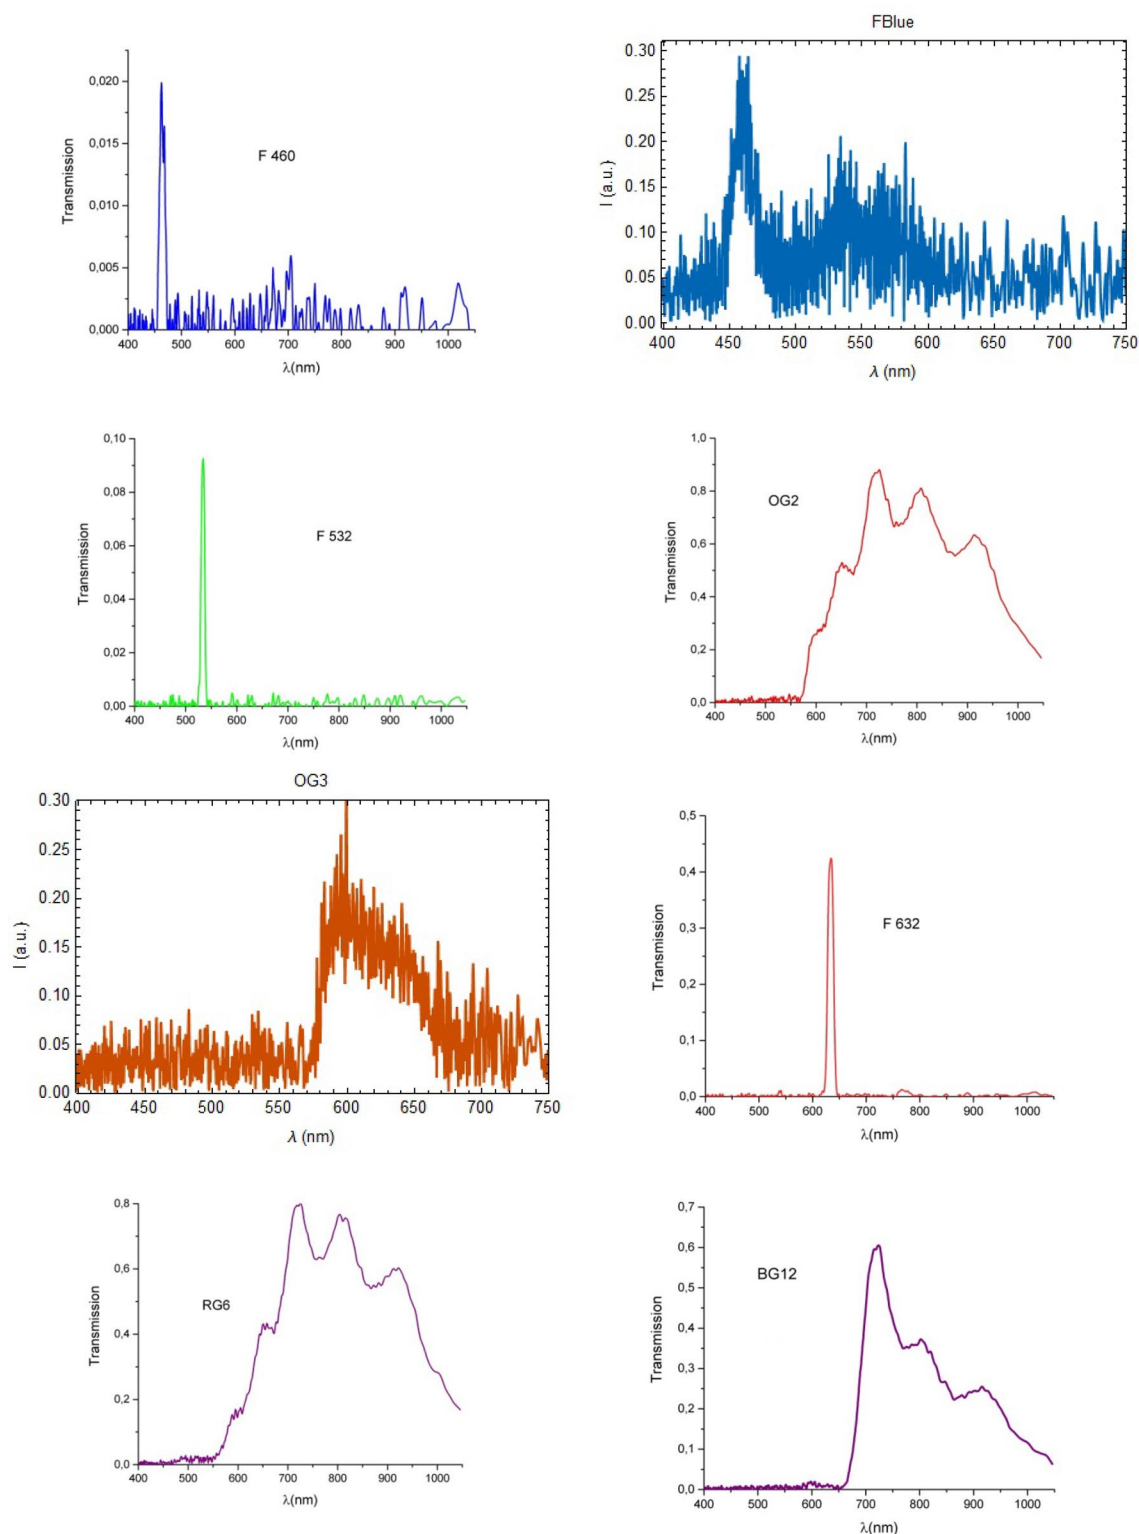 F 460
Transmission
0,020
0,015
0,010
0,005
0,000
400 500 600 700 800 900 1000
λ(nm)
FBlue
I (a.u.)
0.30
0.25
0.20
0.15
0.10
0.05
0.00
400 450 500 550 600 650 700 750
λ (nm)
F 532
Transmission
0,10
0,08
0,06
0,04
0,02
0,00
400 500 600 700 800 900 1000
λ(nm)
OG2
Transmission
1,0
0,8
0,6
0,4
0,2
0,0
400 500 600 700 800 900 1000
λ(nm)
OG3
I (a.u.)
0.30
0.25
0.20
0.15
0.10
0.05
0.00
400 450 500 550 600 650 700 750
λ (nm)
F 632
Transmission
0,5
0,4
0,3
0,2
0,1
0,0
400 500 600 700 800 900 1000
λ(nm)
RG6
Transmission
0,8
0,6
0,4
0,2
0,0
400 500 600 700 800 900 1000
λ(nm)
BG12
Transmission
0,7
0,6
0,5
0,4
0,3
0,2
0,1
0,0
400 500 600 700 800 900 1000
λ(nm)